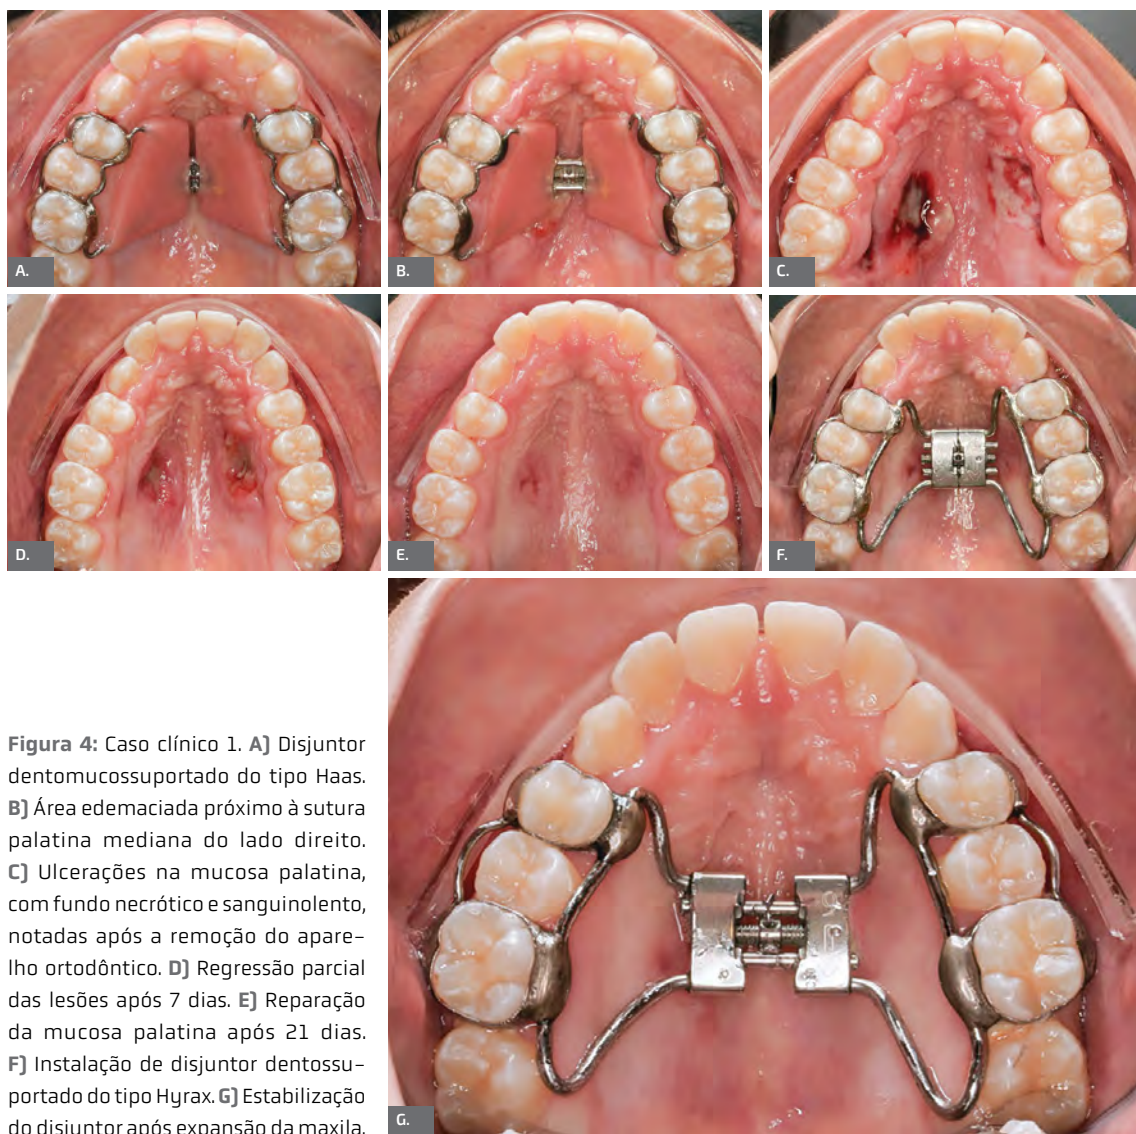 A.
B.
C.
D.
E.
F.
Figura 4: Caso clínico 1. A) Disjuntor
dentomucossuportado do tipo Haas.
B) Área edemaciada próximo à sutura
palatina mediana do lado direito.
C) Ulcerações na mucosa palatina,
com fundo necrótico e sanguinolento,
notadas após a remoção do apare-
lho ortodôntico. D) Regressão parcial
das lesões após 7 dias. E) Reparação
da mucosa palatina após 21 dias.
F) Instalação de disjuntor dentossu-
portado do tipo Hyrax. G) Estabilização
do disjuntor após expansão da maxila.
G.